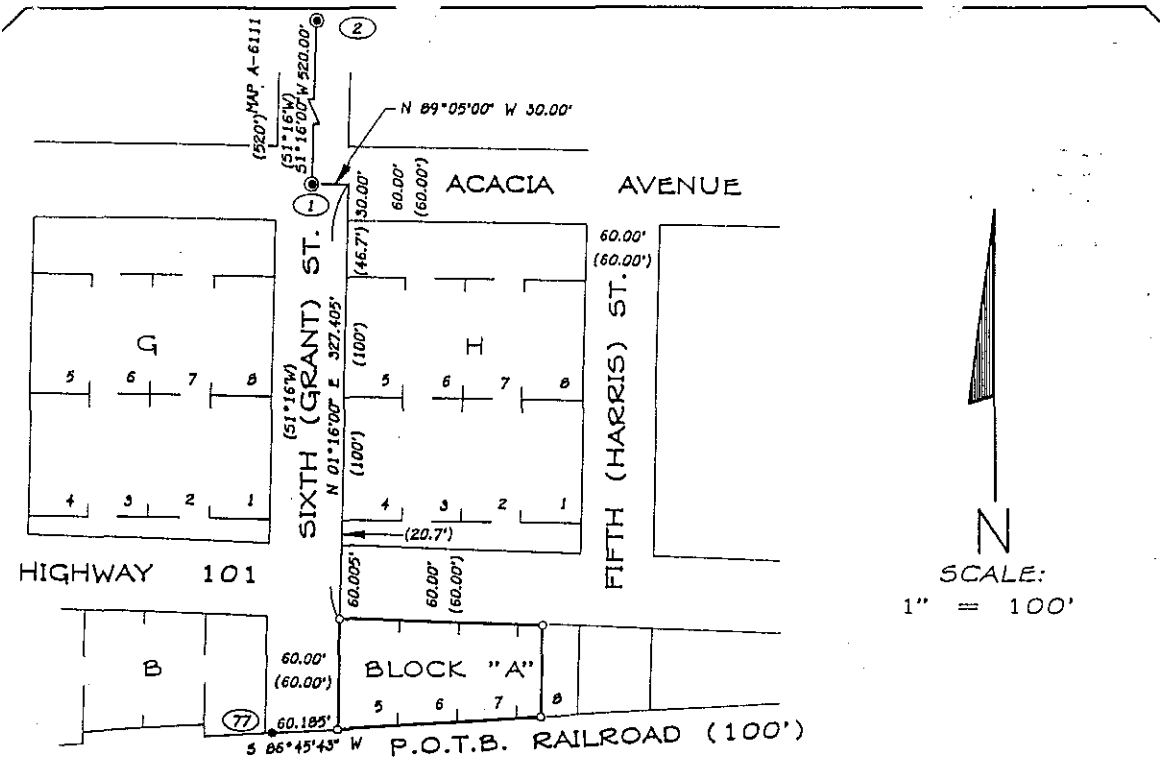 2
(520') MAP A-6111
(51°16'W)
S1°16'00" W 520.00'
N 89°05'00" W 30.00'
1
30.00'
60.00'
(60.00')
ACACIA AVENUE
(46.7')
60.00'
(60.00')
SIXTH (GRANT) ST.
(51°16'W)
N 01°16'00" E 327.405'
(100')
(100')
G
5 6 7 8
4 3 2 1
H
5 6 7 8
4 3 2 1
FIFTH (HARRIS) ST.
(20.7')
HIGHWAY 101
60.005'
60.00'
(60.00')
B
60.00'
(60.00')
BLOCK "A"
5 6 7 8
77
60.185'
S 86°45'43" W
P.O.T.B. RAILROAD (100')
N
SCALE:
1" = 100'